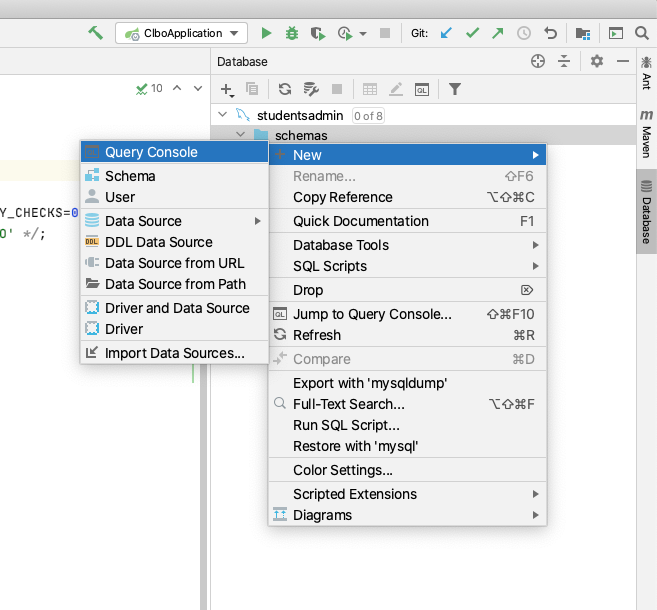 ClboApplication
Git:
Database
10
studentsadmin 0 of 8
schemas
Y_CHECKS=0
0' */;
Query Console
Schema
User
Data Source
DDL Data Source
DDL
Data Source from URL
Data Source from Path
Driver and Data Source
Driver
Import Data Sources...
New
Rename... ⇧F6
Copy Reference ⌥⇧⌘C
Quick Documentation F1
Database Tools
SQL Scripts
Drop ⌦
QL Jump to Query Console... ⇧⌘F10
Refresh ⌘R
Compare ⌘D
Export with 'mysqldump'
Full-Text Search... ⌥⇧⌘F
Run SQL Script...
Restore with 'mysql'
Color Settings...
Scripted Extensions
Diagrams
QL
Ant
m Maven
Database